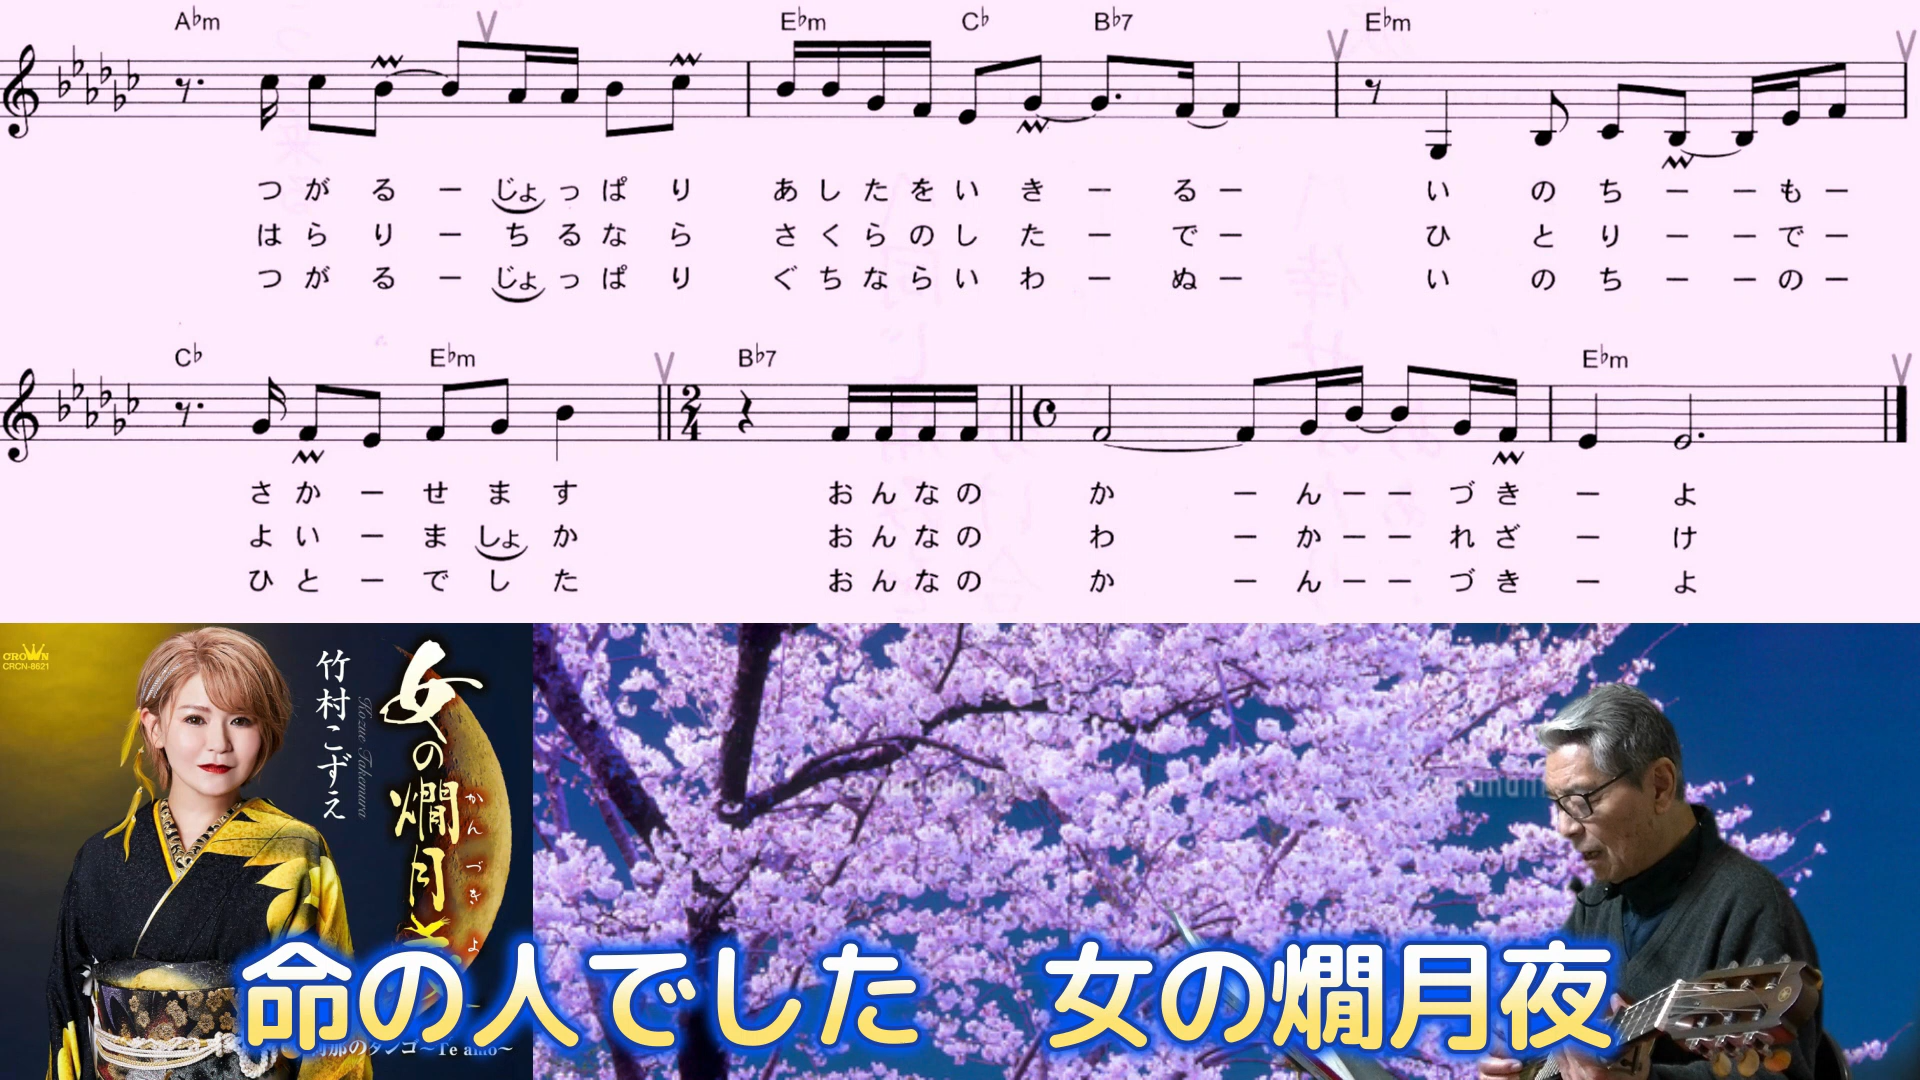 A♭m E♭m C♭ B♭7 E♭m
つ が る ー じょ っ ぱ り あ し た を い き ー る ー い の ち ー ー も ー
は ら り ー ち る な ら さ く ら の し た ー で ー ひ と り ー ー で ー
つ が る ー じょ っ ぱ り ぐ ち な ら い わ ー ぬ ー い の ち ー ー の ー
C♭ E♭m B♭7 E♭m
2/4
さ か ー せ ま す お ん な の か ー ん ー ー づ き ー よ
よ い ー ま しょ か お ん な の わ ー か ー ー れ ざ ー け
ひ と ー で し た お ん な の か ー ん ー ー づ き ー よ
CROWN
CRCN-8621
竹村こずえ
Kozue Takemura
女の燗月
かんづきよ
のタンゴ～Te amo～
命の人でした 女の燗月夜